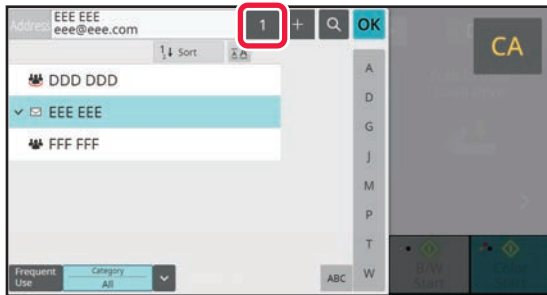 Address
EEE EEE
eee@eee.com
1
+
OK
CA
Sort
DDD DDD
EEE EEE
FFF FFF
A
D
G
J
M
P
T
W
Frequent
Use
Category
All
ABC
B/W
Start
Color
Start